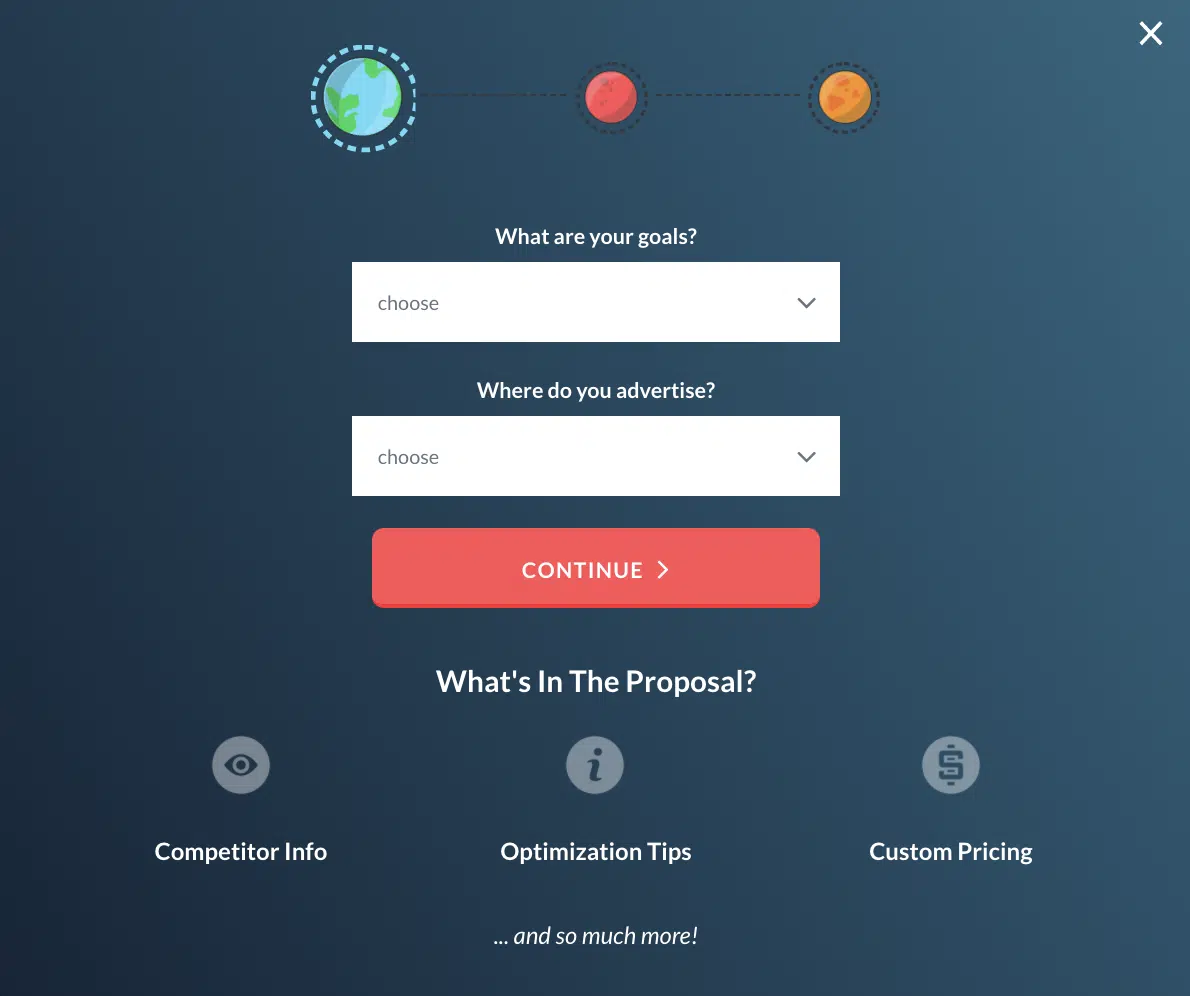 What are your goals?
choose
Where do you advertise?
choose
CONTINUE
What's In The Proposal?
Competitor Info
Optimization Tips
Custom Pricing
... and so much more!